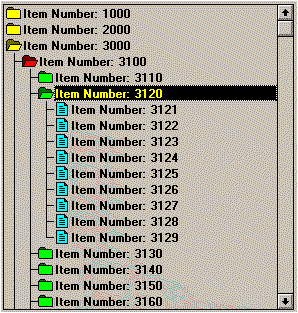 Item Number: 1000
Item Number: 2000
Item Number: 3000
Item Number: 3100
Item Number: 3110
Item Number: 3120
Item Number: 3121
Item Number: 3122
Item Number: 3123
Item Number: 3124
Item Number: 3125
Item Number: 3126
Item Number: 3127
Item Number: 3128
Item Number: 3129
Item Number: 3130
Item Number: 3140
Item Number: 3150
Item Number: 3160